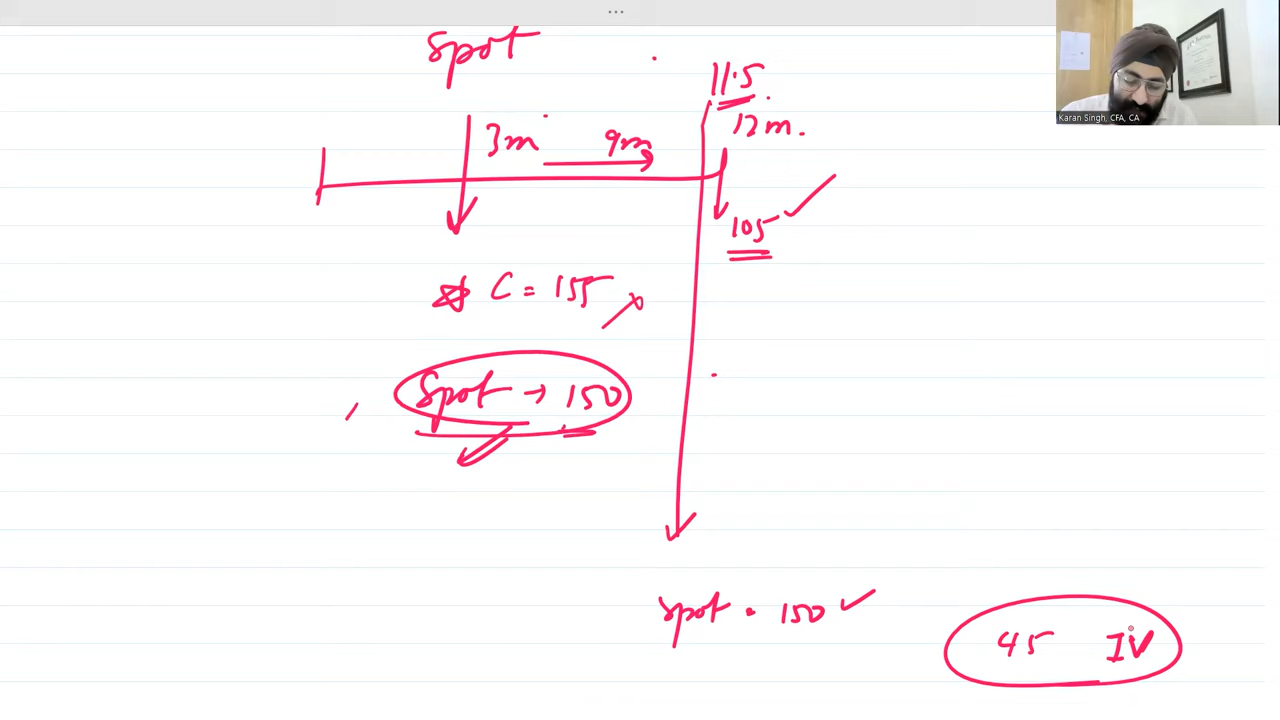 Spot
11.5
12m.
3m 9m
105
C = 155
Spot → 150
Spot = 150
45 IV
Karan Singh, CFA, CA